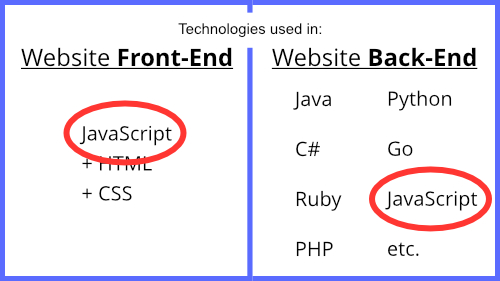 Technologies used in:
Website Front-End
JavaScript
+ HTML
+ CSS
Website Back-End
Java Python
C# Go
Ruby JavaScript
PHP etc.